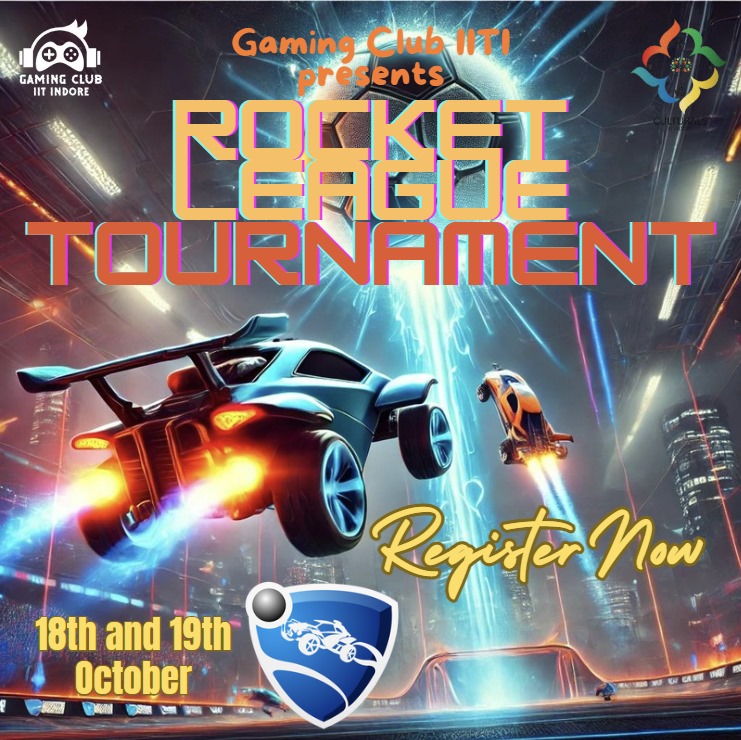 GAMING CLUB
IIT INDORE
Gaming Club IITI
presents
ROCKET
LEAGUE
TOURNAMENT
Register Now
18th and 19th
October